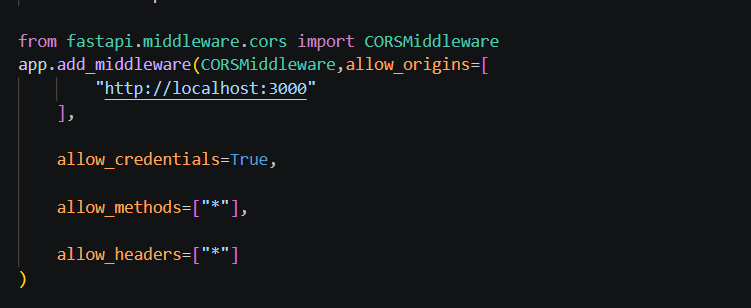 from fastapi.middleware.cors import CORSMiddleware
app.add_middleware(CORSMiddleware,allow_origins=[
"http://localhost:3000"
],
allow_credentials=True,
allow_methods=["*"],
allow_headers=["*"]
)